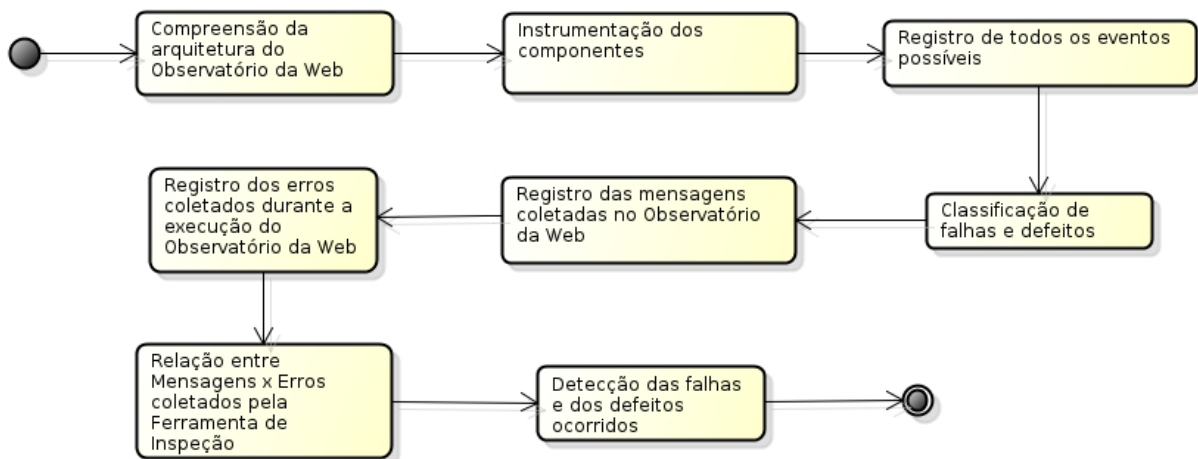 Compreensão da
arquitetura do
Observatório da Web
Instrumentação dos
componentes
Registro de todos os eventos
possíveis
Classificação de
falhas e defeitos
Registro das mensagens
coletadas no Observatório
da Web
Registro dos erros
coletados durante a
execução do
Observatório da Web
Relação entre
Mensagens x Erros
coletados pela
Ferramenta de
Inspeção
Detecção das falhas
e dos defeitos
ocorridos